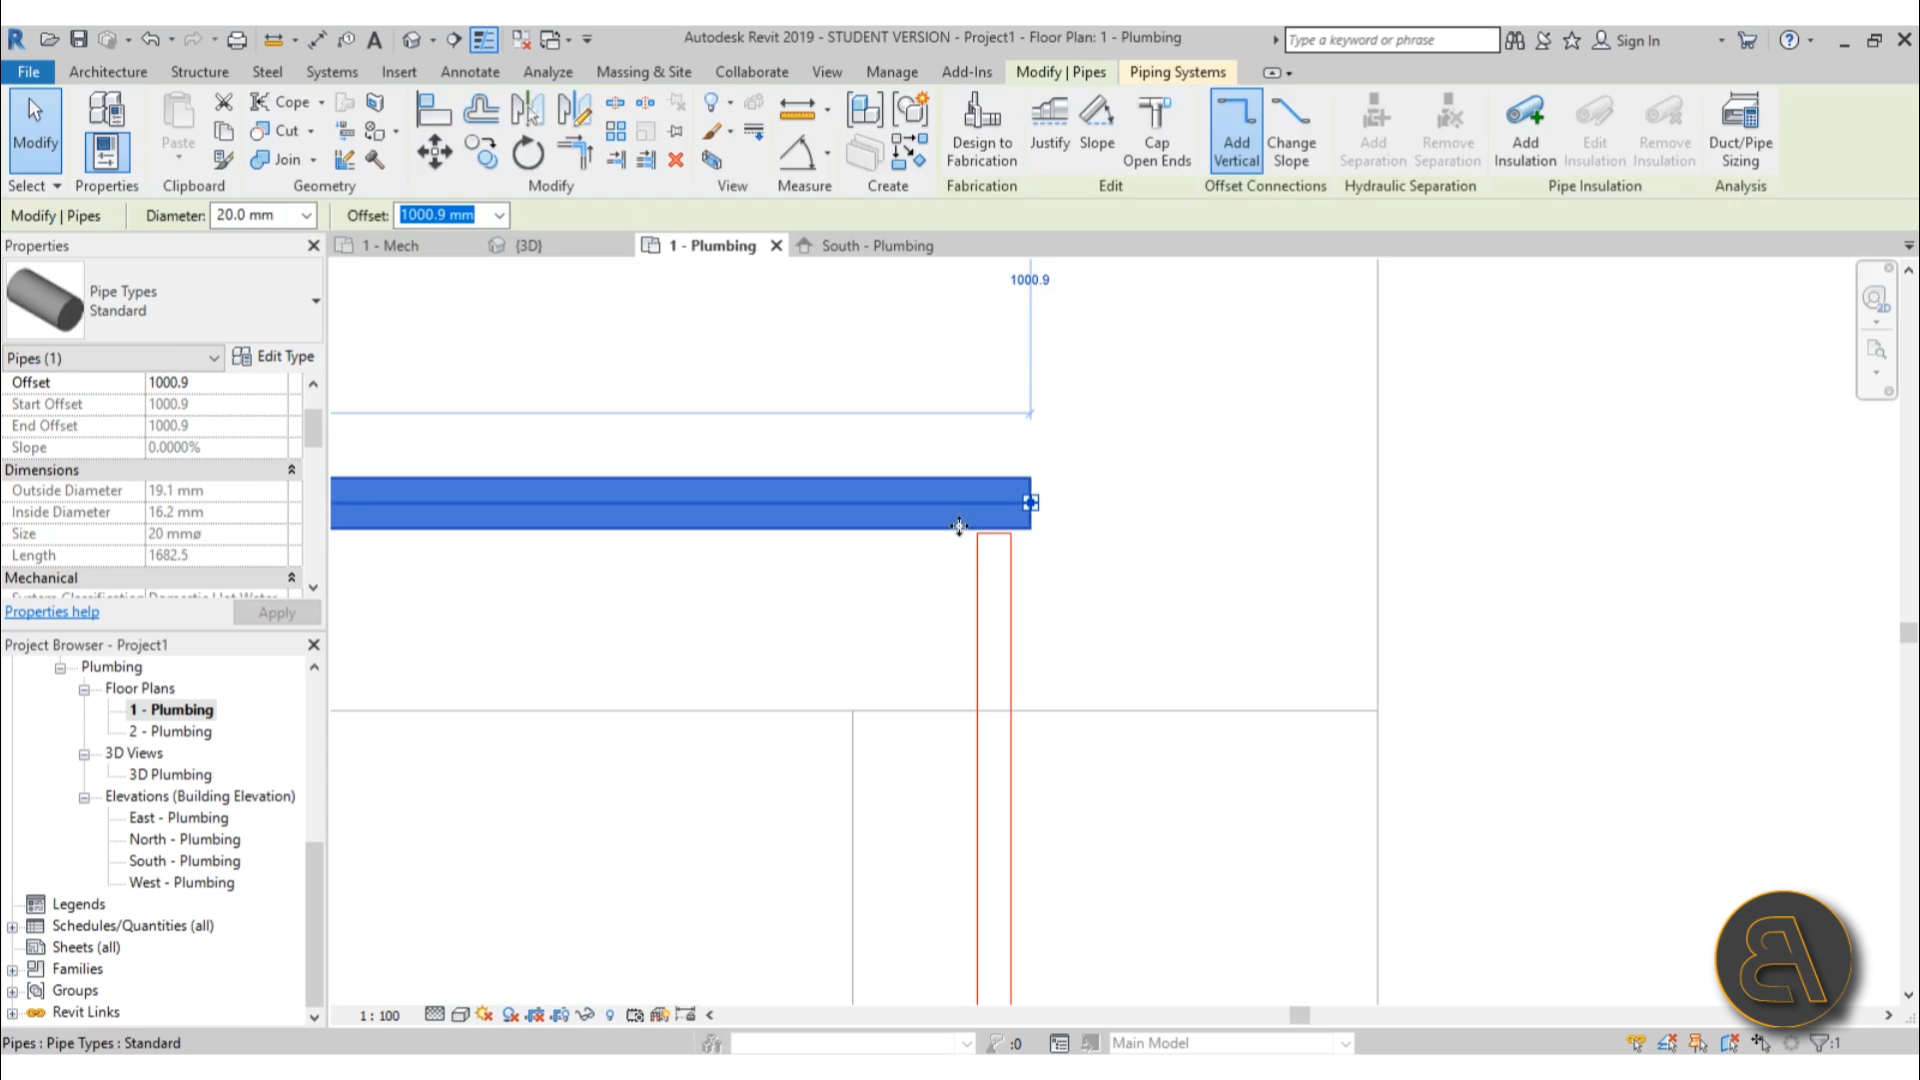 Autodesk Revit 2019 - STUDENT VERSION - Project1 - Floor Plan: 1 - Plumbing
Type a keyword or phrase
Sign In
File Architecture Structure Steel Systems Insert Annotate Analyze Massing & Site Collaborate View Manage Add-Ins Modify | Pipes Piping Systems
Modify
Paste
Cope
Cut
Join
Design to Fabrication
Justify
Slope
Cap Open Ends
Add Vertical
Change Slope
Add Separation
Remove Separation
Add Insulation
Edit Insulation
Remove Insulation
Duct/Pipe Sizing
Select Properties Clipboard Geometry Modify View Measure Create Fabrication Edit Offset Connections Hydraulic Separation Pipe Insulation Analysis
Modify | Pipes Diameter: 20.0 mm Offset: 1000.9 mm
Properties
1 - Mech {3D} 1 - Plumbing South - Plumbing
Pipe Types
Standard
Pipes (1) Edit Type
Offset 1000.9
Start Offset 1000.9
End Offset 1000.9
Slope 0.0000%
Dimensions
Outside Diameter 19.1 mm
Inside Diameter 16.2 mm
Size 20 mmø
Length 1682.5
Mechanical
System Classification Domestic Hot Water
Properties help Apply
1000.9
Project Browser - Project1
Plumbing
Floor Plans
1 - Plumbing
2 - Plumbing
3D Views
3D Plumbing
Elevations (Building Elevation)
East - Plumbing
North - Plumbing
South - Plumbing
West - Plumbing
Legends
Schedules/Quantities (all)
Sheets (all)
Families
Groups
Revit Links
1 : 100
Pipes : Pipe Types : Standard
:0
Main Model
:1